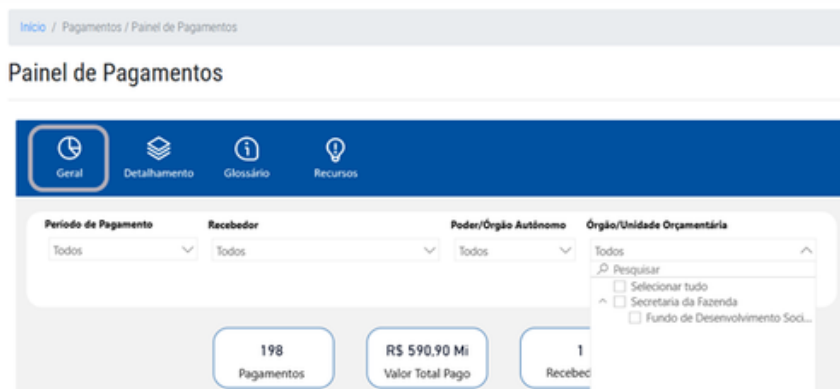 Início / Pagamentos / Painel de Pagamentos
Painel de Pagamentos
Geral Detalhamento Glossário Recursos
Período de Pagamento Recebedor Poder/Órgão Autônomo Órgão/Unidade Orçamentária
Todos Todos Todos Todos
Pesquisar
Selecionar tudo
Secretaria da Fazenda
Fundo de Desenvolvimento Soci...
198 R$ 590,90 Mi 1
Pagamentos Valor Total Pago Recebed